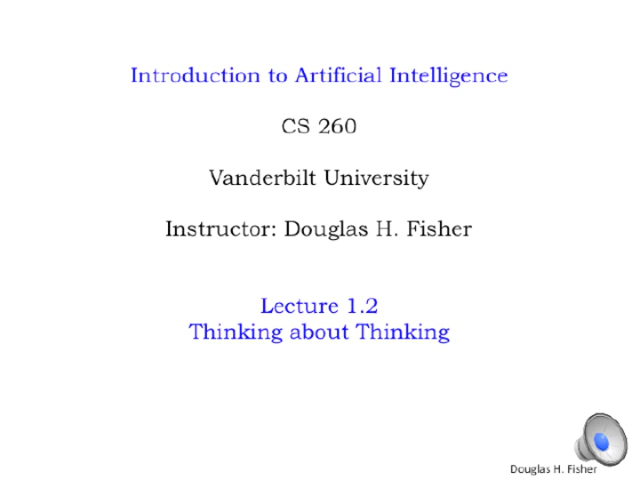 Introduction to Artificial Intelligence
CS 260
Vanderbilt University
Instructor: Douglas H. Fisher
Lecture 1.2
Thinking about Thinking
Douglas H. Fisher